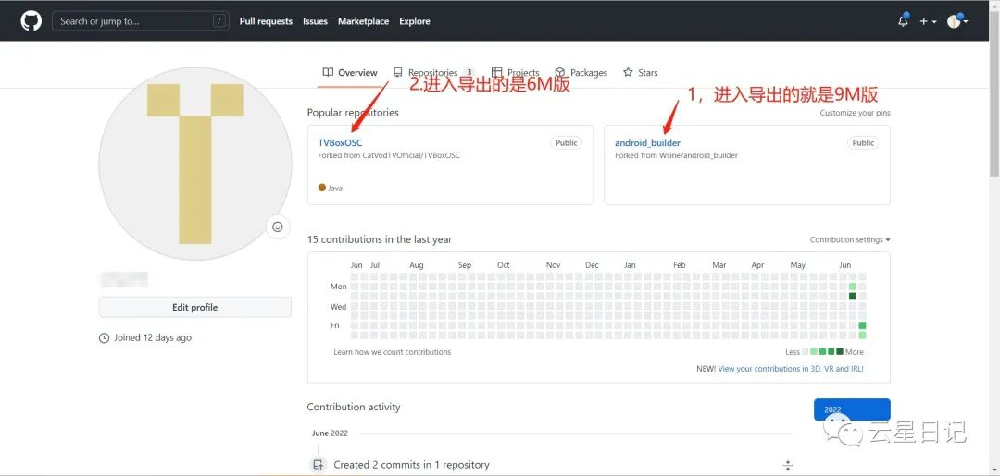 Search or jump to...
/
Pull requests
Issues
Marketplace
Explore
Overview
Repositories 3
Projects
Packages
Stars
2.进入导出的是6M版
1，进入导出的就是9M版
Popular repositories
Customize your pins
TVBoxOSC
Public
Forked from CatVodTVOfficial/TVBoxOSC
Java
android_builder
Public
Forked from Wsine/android_builder
Edit profile
Joined 12 days ago
15 contributions in the last year
Contribution settings
Jun Jul Aug Sep Oct Nov Dec Jan Feb Mar Apr May Jun
Mon
Wed
Fri
Learn how we count contributions
Less
More
NEW! View your contributions in 3D, VR and IRL!
Contribution activity
2022
June 2022
Created 2 commits in 1 repository
云星日记